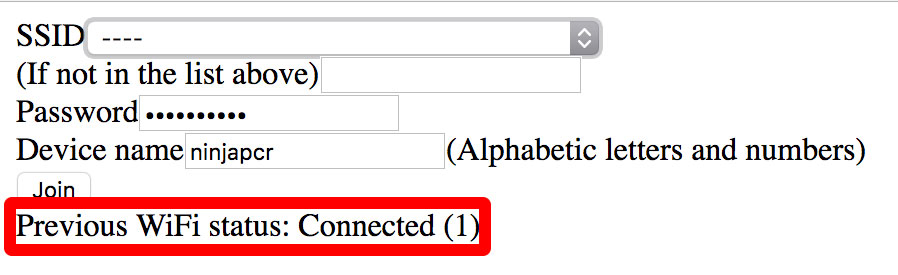 SSID ----
(If not in the list above)
Password ••••••••••
Device name ninjapcr (Alphabetic letters and numbers)
Join
Previous WiFi status: Connected (1)